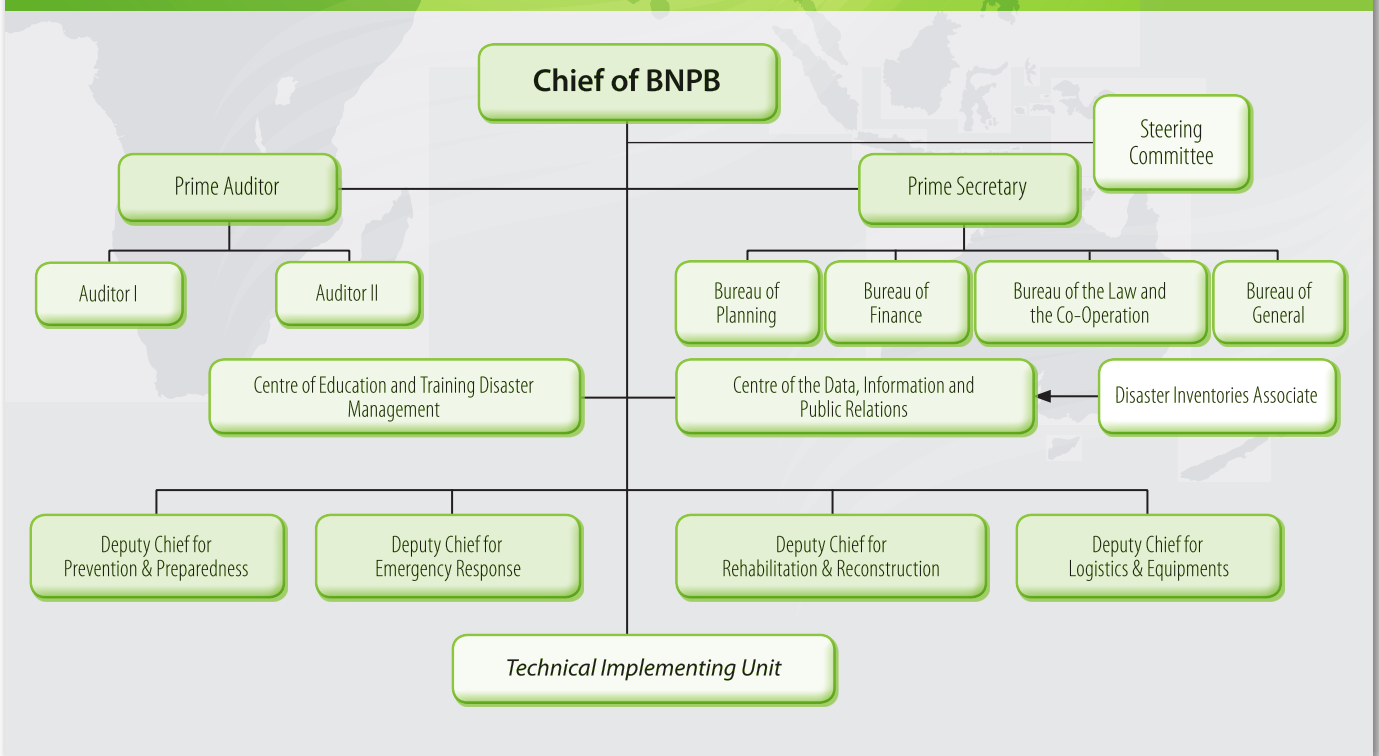 Chief of BNPB
Steering
Committee
Prime Auditor
Prime Secretary
Auditor I
Auditor II
Bureau of
Planning
Bureau of
Finance
Bureau of the Law and
the Co-Operation
Bureau of
General
Centre of Education and Training Disaster
Management
Centre of the Data, Information and
Public Relations
Disaster Inventories Associate
Deputy Chief for
Prevention & Preparedness
Deputy Chief for
Emergency Response
Deputy Chief for
Rehabilitation & Reconstruction
Deputy Chief for
Logistics & Equipments
Technical Implementing Unit